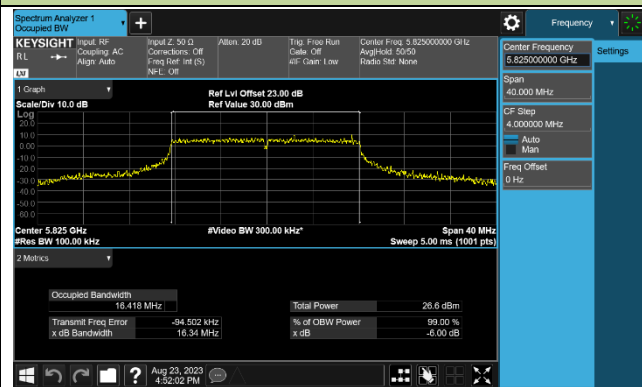 Spectrum Analyzer 1
Occupied BW
Frequency
KEYSIGHT
Input: RF
Coupling: AC
Align: Auto
Input Z: 50 Ω
Corrections: Off
Freq Ref: Int (S)
NFE: Off
Atten: 20 dB
Trig: Free Run
Gate: Off
#IF Gain: Low
Center Freq: 5.825000000 GHz
Avg|Hold: 50/50
Radio Std: None
RL
LXI
Center Frequency
5.825000000 GHz
Settings
Span
40.000 MHz
CF Step
4.000000 MHz
Auto
Man
Freq Offset
0 Hz
1 Graph
Scale/Div 10.0 dB
Ref Lvl Offset 23.00 dB
Ref Value 30.00 dBm
Log
20.0
10.0
0.00
-10.0
-20.0
-30.0
-40.0
-50.0
-60.0
Center 5.825 GHz
#Res BW 100.00 kHz
#Video BW 300.00 kHz*
Span 40 MHz
Sweep 5.00 ms (1001 pts)
2 Metrics
Occupied Bandwidth
16.418 MHz
Total Power 26.6 dBm
Transmit Freq Error -94.502 kHz
% of OBW Power 99.00 %
x dB Bandwidth 16.34 MHz
x dB -6.00 dB
Aug 23, 2023
4:52:02 PM